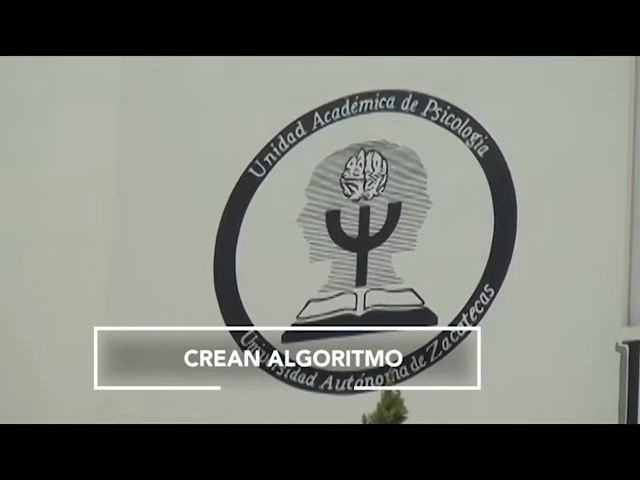 Unidad Académica de Psicología
CREAN ALGORITMO
Universidad Autónoma de Zacatecas